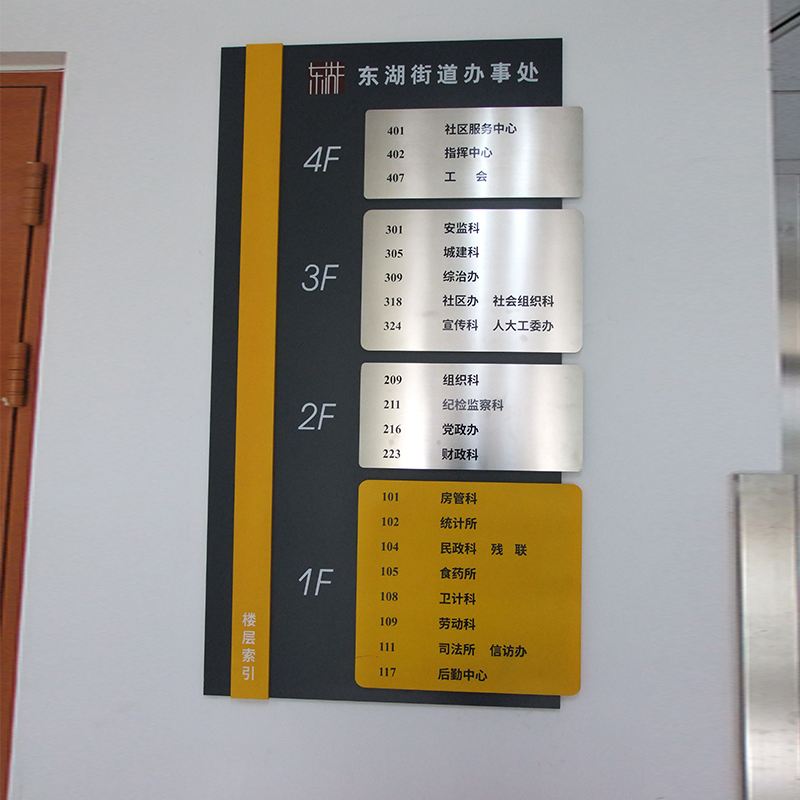 东湖 东湖街道办事处
4F
401 社区服务中心
402 指挥中心
407 工 会
3F
301 安监科
305 城建科
309 综治办
318 社区办 社会组织科
324 宣传科 人大工委办
2F
209 组织科
211 纪检监察科
216 党政办
223 财政科
1F
101 房管科
102 统计所
104 民政科 残 联
105 食药所
108 卫计科
109 劳动科
111 司法所 信访办
117 后勤中心
楼层索引